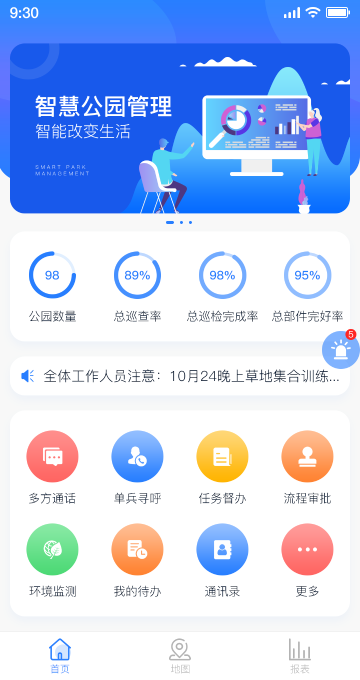 9:30
智慧公园管理
智能改变生活
SMART PARK
MANAGEMENT
98
89%
98%
95%
公园数量
总巡查率
总巡检完成率
总部件完好率
5
全体工作人员注意：10月24晚上草地集合训练...
多方通话
单兵寻呼
任务督办
流程审批
环境监测
我的待办
通讯录
更多
首页
地图
报表